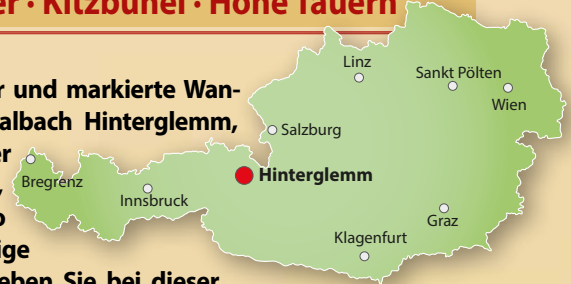 er · Kitzbühel · Hohe Tauern
r und markierte Wan-
albach Hinterglemm,
er
ige
eben Sie bei dieser
Linz
Sankt Pölten
Wien
Salzburg
Hinterglemm
Bregrenz
Innsbruck
Graz
Klagenfurt